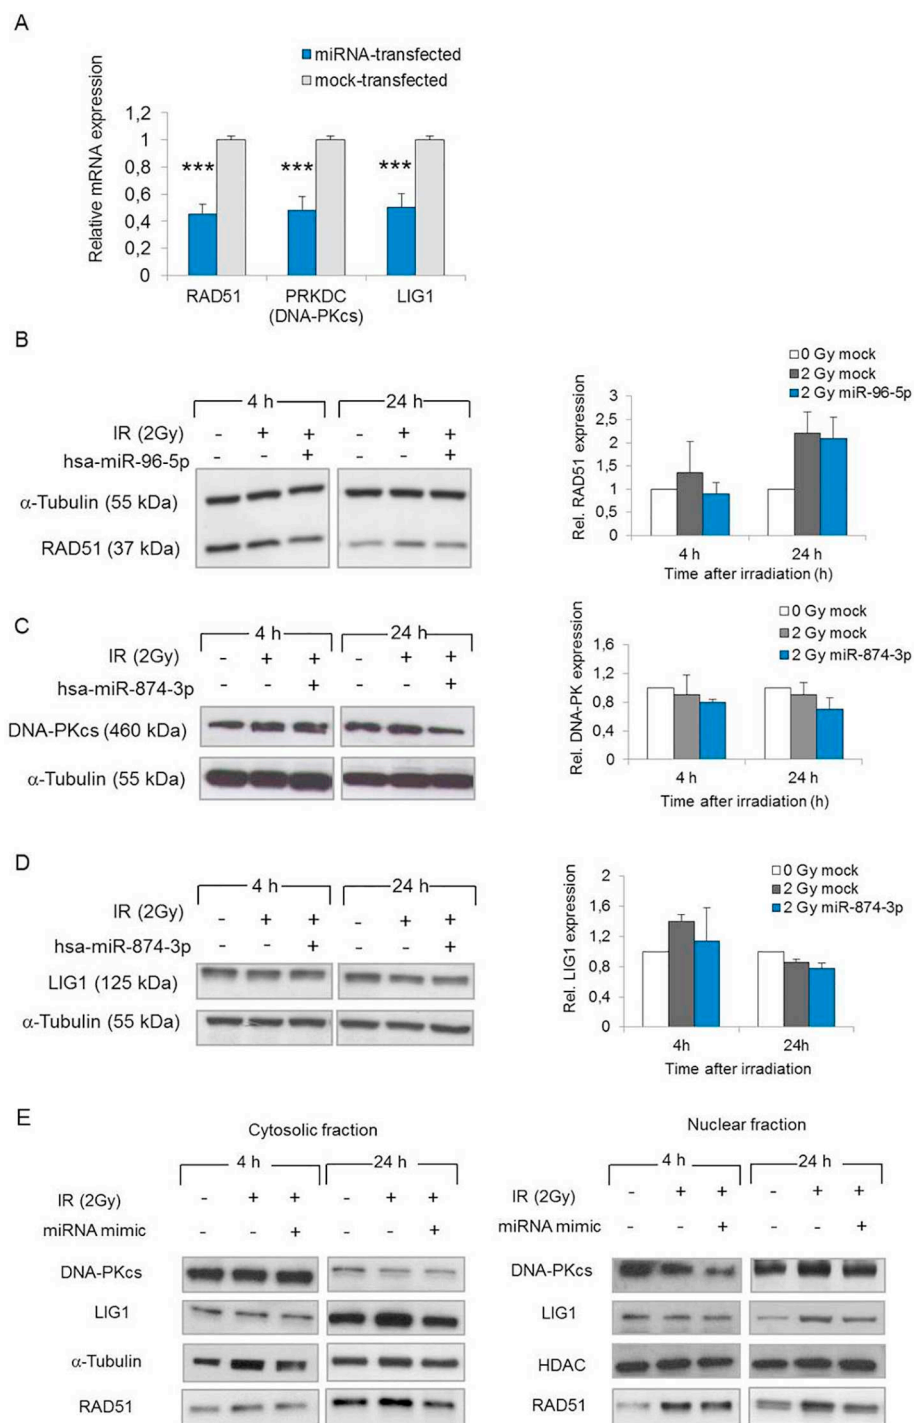 A
miRNA-transfected
mock-transfected
Relative mRNA expression
1,2
1
0,8
0,6
0,4
0,2
0
*** *** ***
RAD51 PRKDC LIG1
(DNA-PKcs)
B
4 h 24 h
IR (2Gy) - + + - + +
hsa-miR-96-5p - - + - - +
α-Tubulin (55 kDa)
RAD51 (37 kDa)
0 Gy mock
2 Gy mock
2 Gy miR-96-5p
Rel. RAD51 expression
3
2,5
2
1,5
1
0,5
0
4 h 24 h
Time after irradiation (h)
C
4 h 24 h
IR (2Gy) - + + - + +
hsa-miR-874-3p - - + - - +
DNA-PKcs (460 kDa)
α-Tubulin (55 kDa)
0 Gy mock
2 Gy mock
2 Gy miR-874-3p
Rel. DNA-PK expression
1,6
1,2
0,8
0,4
0
4 h 24 h
Time after irradiation (h)
D
4 h 24 h
IR (2Gy) - + + - + +
hsa-miR-874-3p - - + - - +
LIG1 (125 kDa)
α-Tubulin (55 kDa)
0 Gy mock
2 Gy mock
2 Gy miR-874-3p
Rel. LIG1 expression
2
1,6
1,2
0,8
0,4
0
4h 24h
Time after irradiation
E
Cytosolic fraction
4 h 24 h
IR (2Gy) - + + - + +
miRNA mimic - - + - - +
DNA-PKcs
LIG1
α-Tubulin
RAD51
Nuclear fraction
4 h 24 h
IR (2Gy) - + + - + +
miRNA mimic - - + - - +
DNA-PKcs
LIG1
HDAC
RAD51